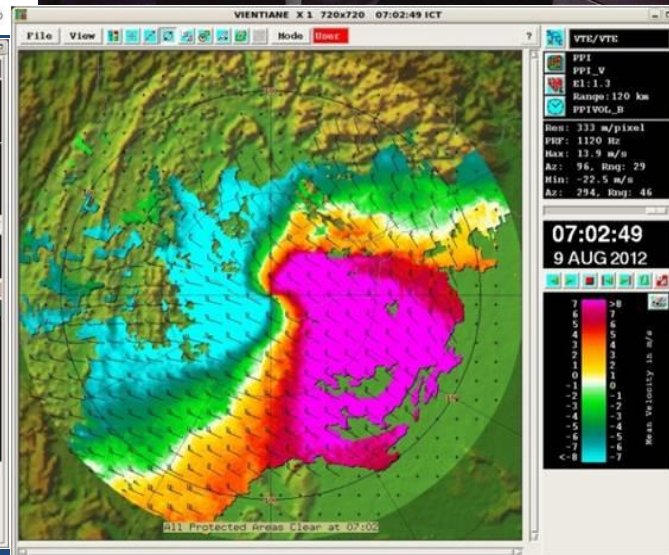 VIENTIANE X 1 720x720 07:02:49 ICT
File View Mode User ?
VTE/VTE
PPI
PPI_V
El:1.3
Range:120 km
PPIVOL_B
Res: 333 m/pixel
PRF: 1120 Hz
Max: 13.9 m/s
Az: 96, Rng: 29
Min: -22.5 m/s
Az: 294, Rng: 46
07:02:49
9 AUG 2012
7 >8
6 7
5 6
4 5
3 4
2 3
1 2
0 1
-1 0
-2 -1
-3 -2
-4 -3
-5 -4
-6 -5
-7 -6
<-8 -7
Mean Velocity in m/s
All Protected Areas Clear at 07:02